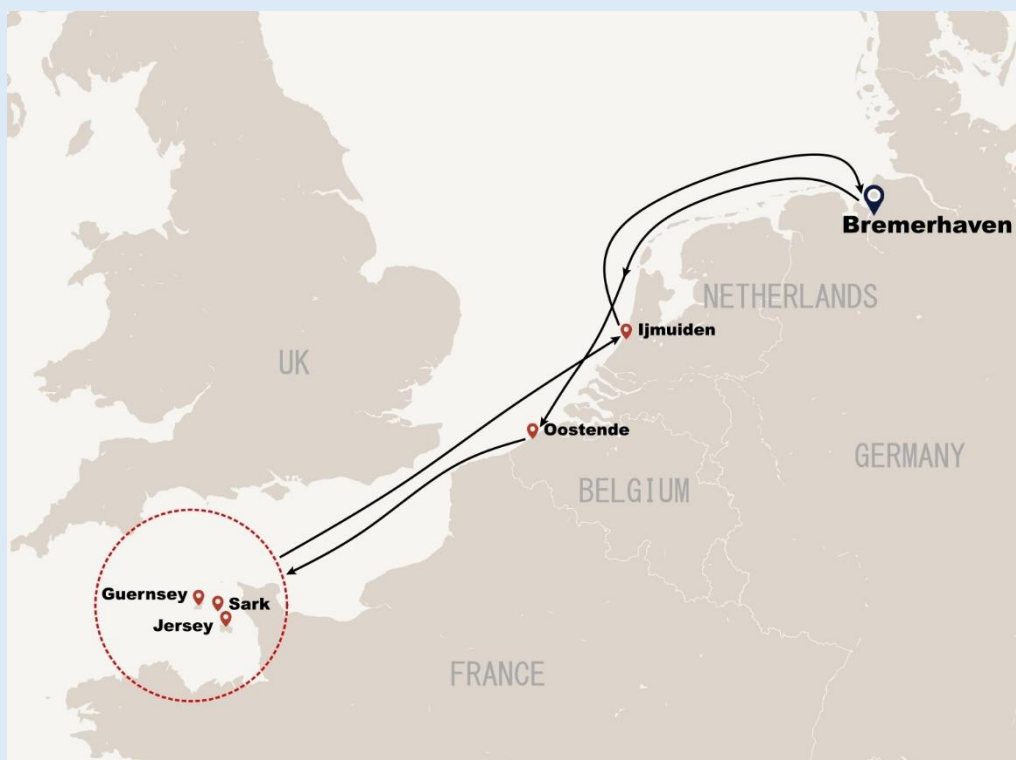 Bremerhaven
NETHERLANDS
Ijmuiden
UK
Oostende
GERMANY
BELGIUM
Guernsey
Sark
Jersey
FRANCE